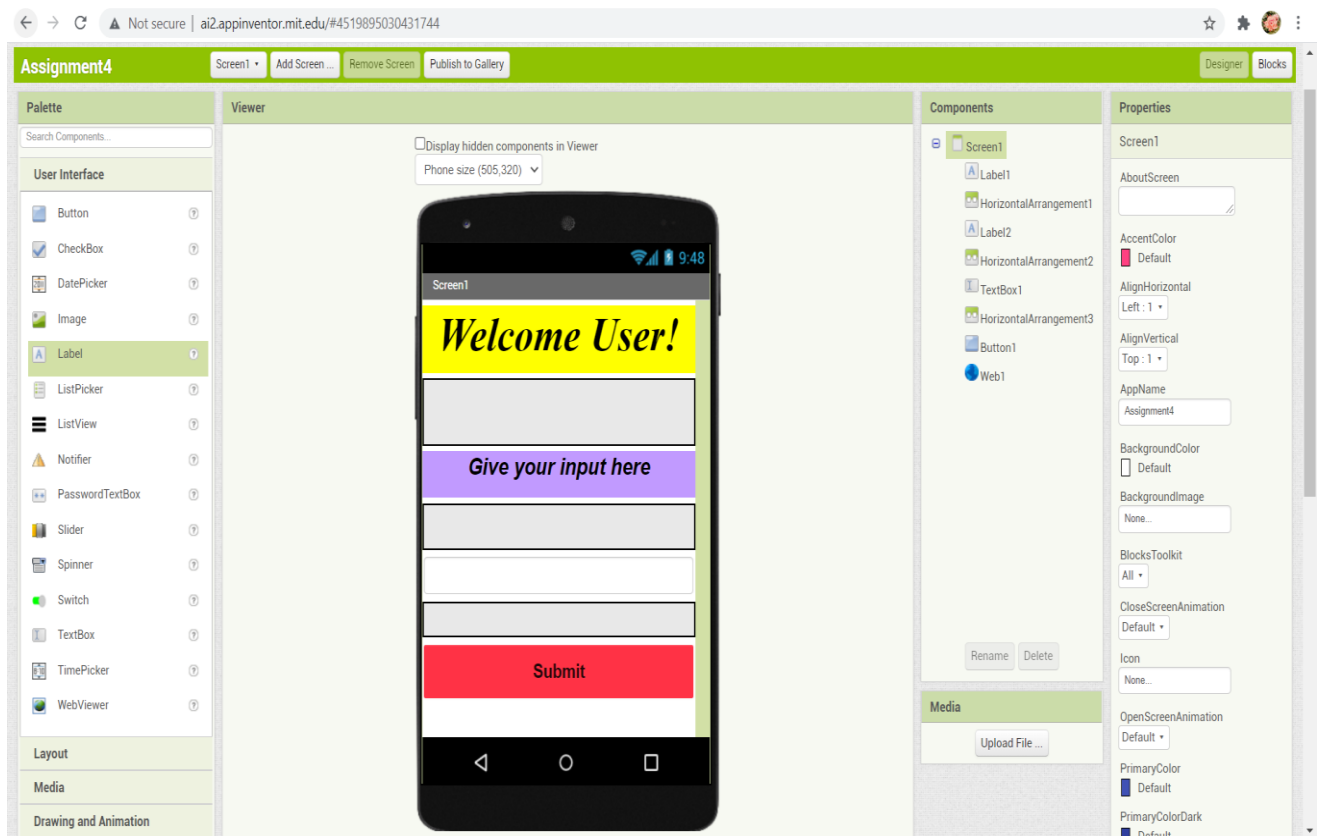 Not secure | ai2.appinventor.mit.edu/#4519895030431744
Assignment4
Screen1
Add Screen ...
Remove Screen
Publish to Gallery
Designer
Blocks
Palette
Search Components...
User Interface
Button
CheckBox
DatePicker
Image
Label
ListPicker
ListView
Notifier
PasswordTextBox
Slider
Spinner
Switch
TextBox
TimePicker
WebViewer
Layout
Media
Drawing and Animation
Viewer
Display hidden components in Viewer
Phone size (505,320)
9:48
Screen1
Welcome User!
Give your input here
Submit
Components
Screen1
Label1
HorizontalArrangement1
Label2
HorizontalArrangement2
TextBox1
HorizontalArrangement3
Button1
Web1
Rename
Delete
Media
Upload File ...
Properties
Screen1
AboutScreen
AccentColor
Default
AlignHorizontal
Left : 1
AlignVertical
Top : 1
AppName
Assignment4
BackgroundColor
Default
BackgroundImage
None...
BlocksToolkit
All
CloseScreenAnimation
Default
Icon
None...
OpenScreenAnimation
Default
PrimaryColor
Default
PrimaryColorDark
Default